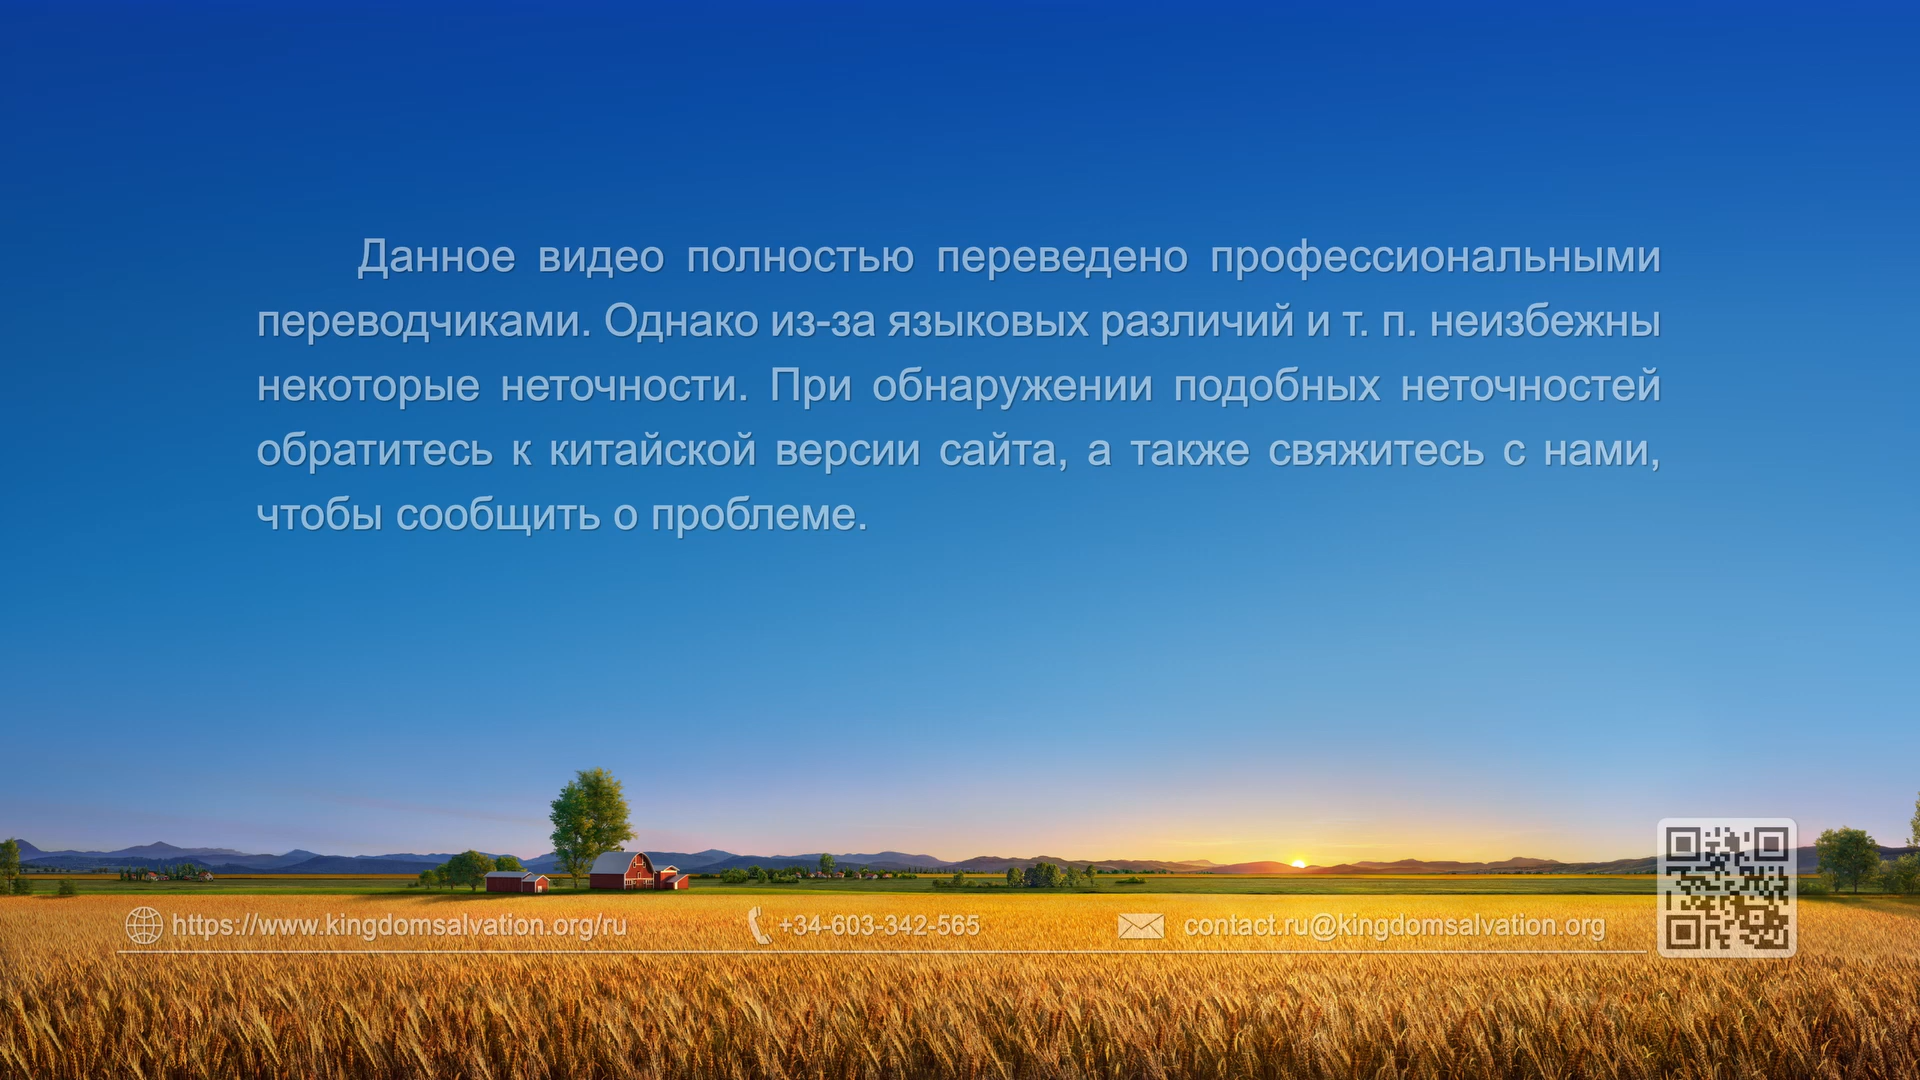 Данное видео полностью переведено профессиональными
переводчиками. Однако из-за языковых различий и т. п. неизбежны
некоторые неточности. При обнаружении подобных неточностей
обратитесь к китайской версии сайта, а также свяжитесь с нами,
чтобы сообщить о проблеме.
https://www.kingdomsalvation.org/ru +34-603-342-565 contact.ru@kingdomsalvation.org